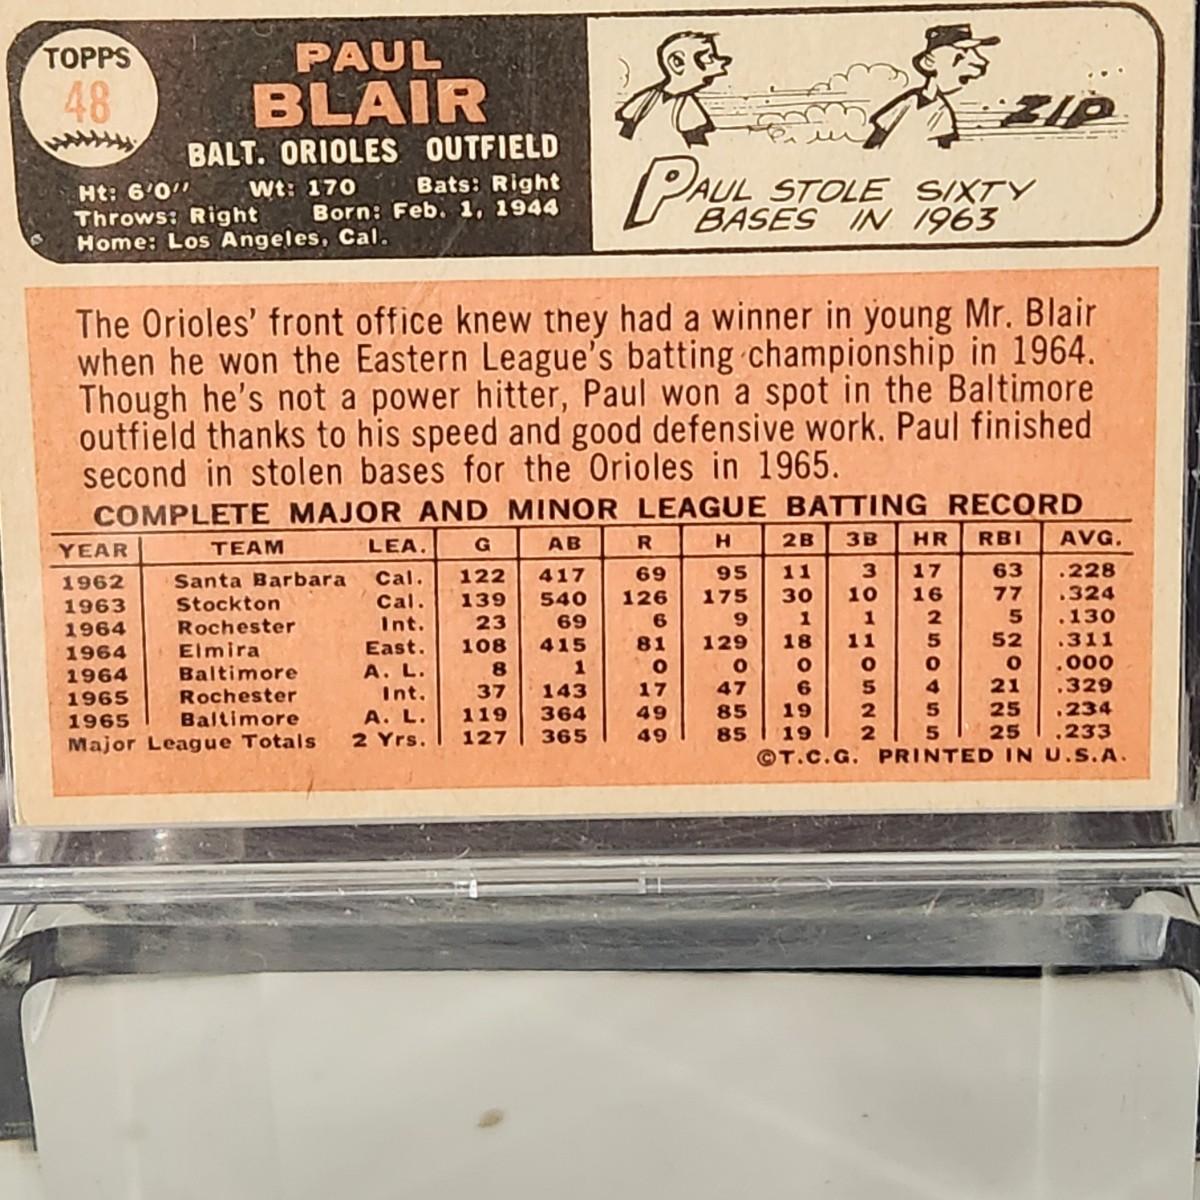 TOPPS
48
PAUL
BLAIR
BALT. ORIOLES OUTFIELD
Ht: 6'0'' Wt: 170 Bats: Right
Throws: Right Born: Feb. 1, 1944
Home: Los Angeles, Cal.
ZIP
PAUL STOLE SIXTY
BASES IN 1963
The Orioles' front office knew they had a winner in young Mr. Blair
when he won the Eastern League's batting championship in 1964.
Though he's not a power hitter, Paul won a spot in the Baltimore
outfield thanks to his speed and good defensive work. Paul finished
second in stolen bases for the Orioles in 1965.
COMPLETE MAJOR AND MINOR LEAGUE BATTING RECORD
YEAR TEAM LEA. G AB R H 2B 3B HR RBI AVG.
1962 Santa Barbara Cal. 122 417 69 95 11 3 17 63 .228
1963 Stockton Cal. 139 540 126 175 30 10 16 77 .324
1964 Rochester Int. 23 69 6 9 1 1 2 5 .130
1964 Elmira East. 108 415 81 129 18 11 5 52 .311
1964 Baltimore A. L. 8 1 0 0 0 0 0 0 .000
1965 Rochester Int. 37 143 17 47 6 5 4 21 .329
1965 Baltimore A. L. 119 364 49 85 19 2 5 25 .234
Major League Totals 2 Yrs. 127 365 49 85 19 2 5 25 .233
©T.C.G. PRINTED IN U.S.A.